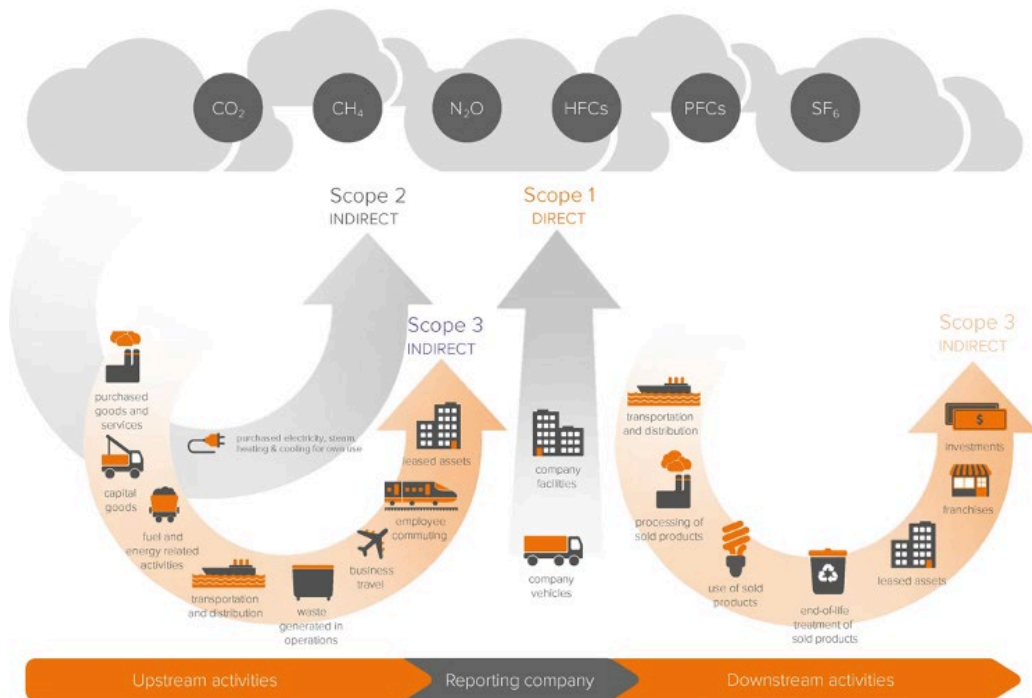 CO₂
CH₄
N₂O
HFCs
PFCs
SF₆
Scope 2
INDIRECT
Scope 1
DIRECT
Scope 3
INDIRECT
Scope 3
INDIRECT
purchased
goods and
services
capital
goods
fuel and
energy related
activities
purchased electricity, steam,
heating & cooling for own use
transportation
and distribution
waste
generated in
operations
business
travel
employee
commuting
leased assets
company
facilities
company
vehicles
transportation
and distribution
processing of
sold products
use of sold
products
end-of-life
treatment of
sold products
leased assets
franchises
$
investments
Upstream activities
Reporting company
Downstream activities